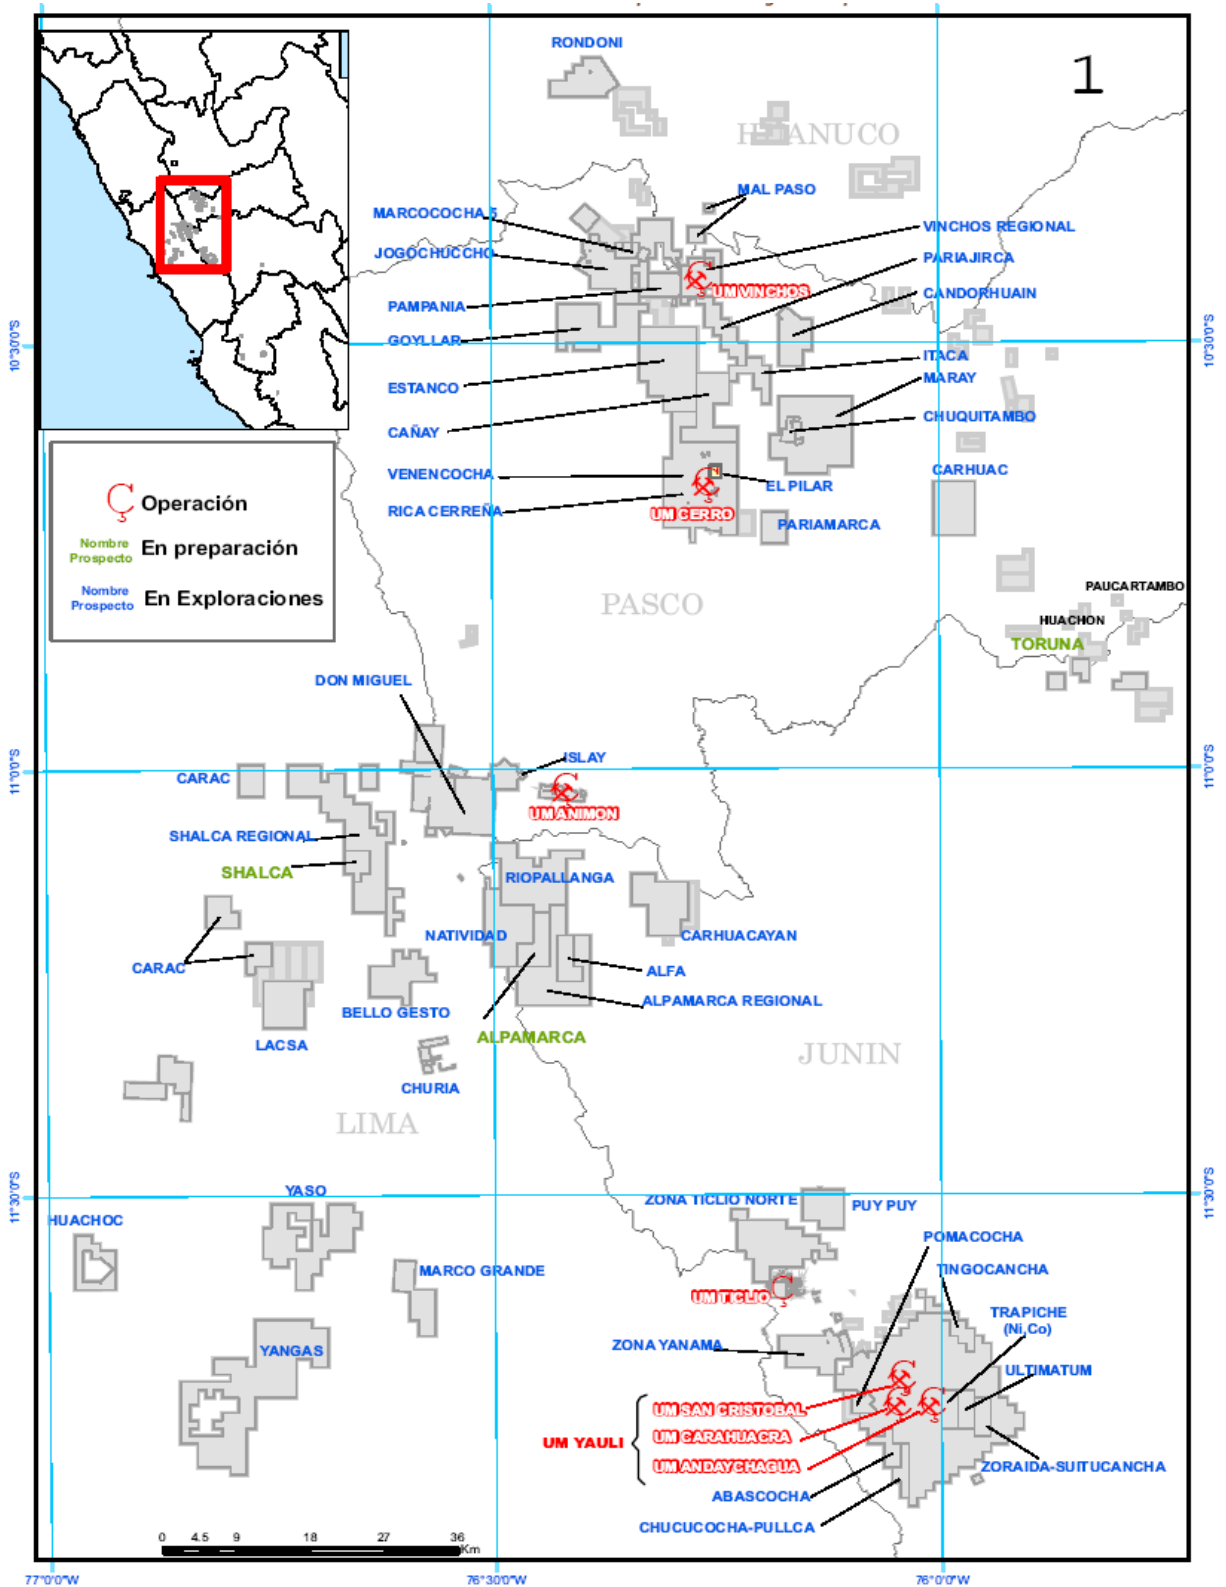 1
RONDONI
HUANUCO
MAL PASO
MARCOCOCHA 5
VINCHOS REGIONAL
JOGOCHUCCHO
PARIAJIRCA
UM VINCHOS
CANDORHUAIN
PAMPANIA
GOYLLAR
10°30'0"S
10°30'0"S
ITACA
ESTANCO
MARAY
CHUQUITAMBO
CAÑAY
CARHUAC
VENENCOCHA
EL PILAR
RICA CERREÑA
UM CERRO
PARIAMARCA
Operación
Nombre
Prospecto
En preparación
Nombre
Prospecto
En Exploraciones
PASCO
PAUCARTAMBO
HUACHON
TORUNA
DON MIGUEL
ISLAY
11°0'0"S
11°0'0"S
CARAC
UM ANIMON
SHALCA REGIONAL
SHALCA
RIOPALLANGA
NATIVIDAD
CARHUACAYAN
CARAC
ALFA
ALPAMARCA REGIONAL
BELLO GESTO
ALPAMARCA
LACSA
JUNIN
CHURIA
LIMA
YASO
11°30'0"S
11°30'0"S
ZONA TICLIO NORTE
PUY PUY
HUACHOC
POMACOCHA
MARCO GRANDE
TINGOCANCHA
UM TICLIO
TRAPICHE
(Ni,Co)
YANGAS
ZONA YANAMA
ULTIMATUM
UM SAN CRISTOBAL
UM YAULI
UM CARAHUACRA
UM ANDAYCHAGUA
ZORAIDA-SUITUCANCHA
ABASCOCHA
CHUCUCOCHA-PULLCA
0 4.5 9 18 27 36
Km
77°0'0"W
76°30'0"W
76°0'0"W